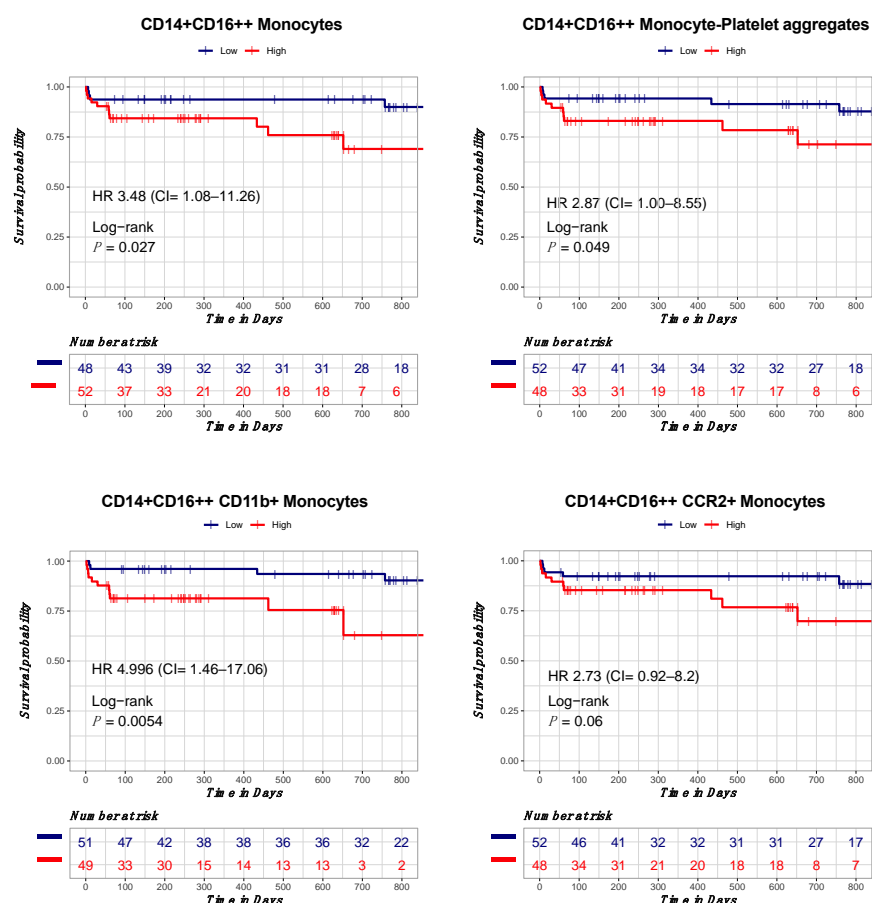 CD14+CD16++ Monocytes
Low High
Survival probability
1.00
0.75
0.50
0.25
0.00
HR 3.48 (CI= 1.08–11.26)
Log−rank
P = 0.027
0 100 200 300 400 500 600 700 800
Time in Days
Number at risk
48 43 39 32 32 31 31 28 18
52 37 33 21 20 18 18 7 6
0 100 200 300 400 500 600 700 800
Time in Days
CD14+CD16++ Monocyte-Platelet aggregates
Low High
Survival probability
1.00
0.75
0.50
0.25
0.00
HR 2.87 (CI= 1.00–8.55)
Log−rank
P = 0.049
0 100 200 300 400 500 600 700 800
Time in Days
Number at risk
52 47 41 34 34 32 32 27 18
48 33 31 19 18 17 17 8 6
0 100 200 300 400 500 600 700 800
Time in Days
CD14+CD16++ CD11b+ Monocytes
Low High
Survival probability
1.00
0.75
0.50
0.25
0.00
HR 4.996 (CI= 1.46–17.06)
Log−rank
P = 0.0054
0 100 200 300 400 500 600 700 800
Time in Days
Number at risk
51 47 42 38 38 36 36 32 22
49 33 30 15 14 13 13 3 2
0 100 200 300 400 500 600 700 800
Time in Days
CD14+CD16++ CCR2+ Monocytes
Low High
Survival probability
1.00
0.75
0.50
0.25
0.00
HR 2.73 (CI= 0.92–8.2)
Log−rank
P = 0.06
0 100 200 300 400 500 600 700 800
Time in Days
Number at risk
52 46 41 32 32 31 31 27 17
48 34 31 21 20 18 18 8 7
0 100 200 300 400 500 600 700 800
Time in Days